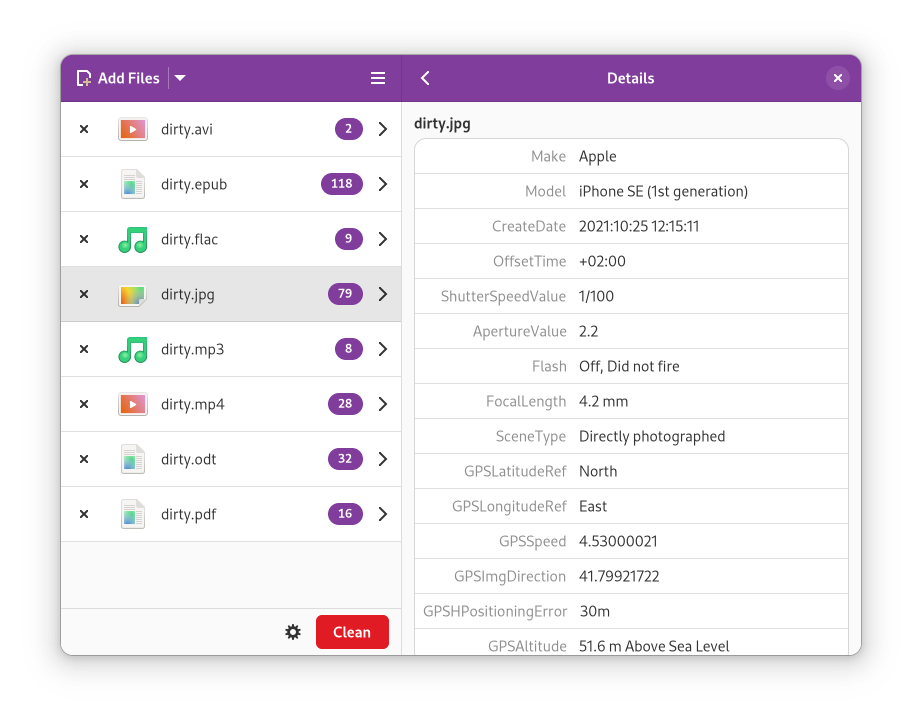 Add Files
Details
dirty.avi 2
dirty.epub 118
dirty.flac 9
dirty.jpg 79
dirty.mp3 8
dirty.mp4 28
dirty.odt 32
dirty.pdf 16
Clean
dirty.jpg
Make Apple
Model iPhone SE (1st generation)
CreateDate 2021:10:25 12:15:11
OffsetTime +02:00
ShutterSpeedValue 1/100
ApertureValue 2.2
Flash Off, Did not fire
FocalLength 4.2 mm
SceneType Directly photographed
GPSLatitudeRef North
GPSLongitudeRef East
GPSSpeed 4.53000021
GPSImgDirection 41.79921722
GPSHPositioningError 30m
GPSAltitude 51.6 m Above Sea Level